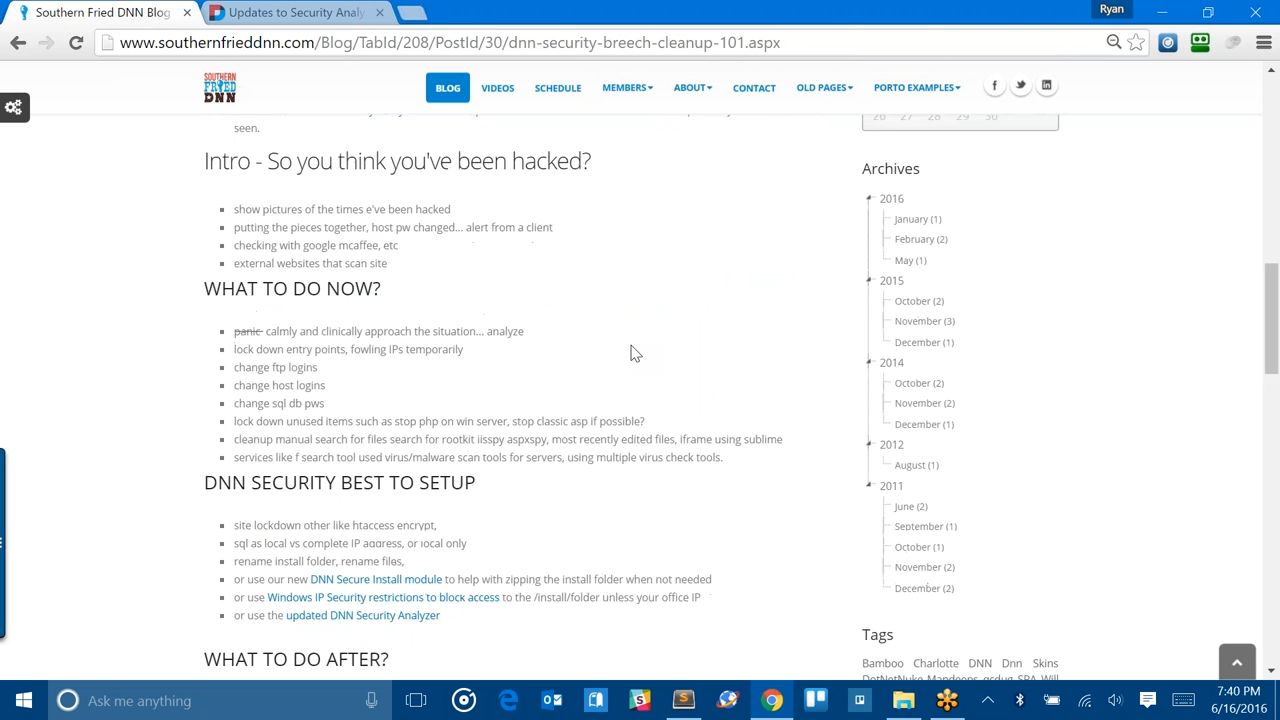 Southern Fried DNN Blog
Updates to Security Analy
Ryan
www.southernfrieddnn.com/Blog/TabId/208/PostId/30/dnn-security-breech-cleanup-101.aspx
SOUTHERN
FRIED
DNN
BLOG
VIDEOS
SCHEDULE
MEMBERS
ABOUT
CONTACT
OLD PAGES
PORTO EXAMPLES
seen.
Intro - So you think you've been hacked?
show pictures of the times e've been hacked
putting the pieces together, host pw changed... alert from a client
checking with google mcaffee, etc
external websites that scan site
WHAT TO DO NOW?
panic calmly and clinically approach the situation... analyze
lock down entry points, fowling IPs temporarily
change ftp logins
change host logins
change sql db pws
lock down unused items such as stop php on win server, stop classic asp if possible?
cleanup manual search for files search for rootkit iisspy aspxspy, most recently edited files, iframe using sublime
services like f search tool used virus/malware scan tools for servers, using multiple virus check tools.
DNN SECURITY BEST TO SETUP
site lockdown other like htaccess encrypt,
sql as local vs complete IP address, or local only
rename install folder, rename files,
or use our new DNN Secure Install module to help with zipping the install folder when not needed
or use Windows IP Security restrictions to block access to the /install/folder unless your office IP
or use the updated DNN Security Analyzer
WHAT TO DO AFTER?
26 27 28 29 30
Archives
2016
January (1)
February (2)
May (1)
2015
October (2)
November (3)
December (1)
2014
October (2)
November (2)
December (1)
2012
August (1)
2011
June (2)
September (1)
October (1)
November (2)
December (2)
Tags
Bamboo Charlotte DNN Dnn Skins
DotNetNuke Mandeeps qcdug SPA Will
Ask me anything
7:40 PM
6/16/2016